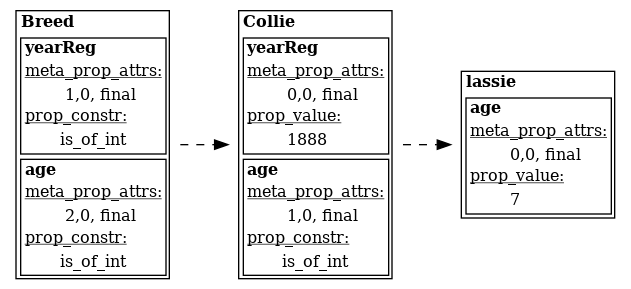 Breed
yearReg
meta_prop_attrs:
1,0, final
prop_constr:
is_of_int
age
meta_prop_attrs:
2,0, final
prop_constr:
is_of_int
Collie
yearReg
meta_prop_attrs:
0,0, final
prop_value:
1888
age
meta_prop_attrs:
1,0, final
prop_constr:
is_of_int
lassie
age
meta_prop_attrs:
0,0, final
prop_value:
7